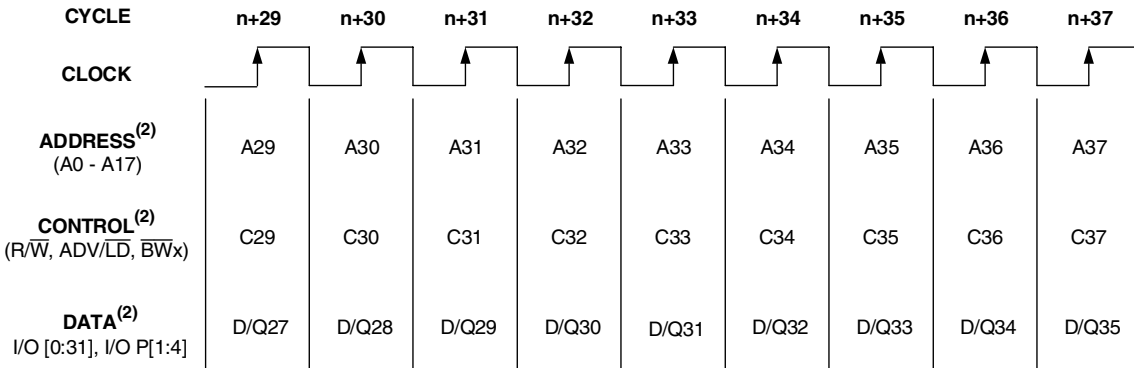 CYCLE n+29 n+30 n+31 n+32 n+33 n+34 n+35 n+36 n+37
CLOCK
ADDRESS(2)
(A0 - A17) A29 A30 A31 A32 A33 A34 A35 A36 A37
CONTROL(2)
(R/W̅, ADV/L̅D̅, B̅W̅x) C29 C30 C31 C32 C33 C34 C35 C36 C37
DATA(2)
I/O [0:31], I/O P[1:4] D/Q27 D/Q28 D/Q29 D/Q30 D/Q31 D/Q32 D/Q33 D/Q34 D/Q35